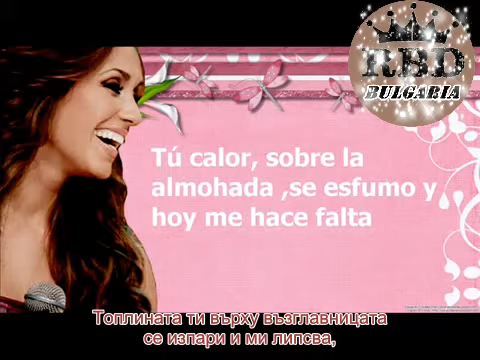 RBD
BULGARIA
Tú calor, sobre la
almohada ,se esfumo y
hoy me hace falta
Топлината ти върху възглавницата
се изпари и ми липсва,